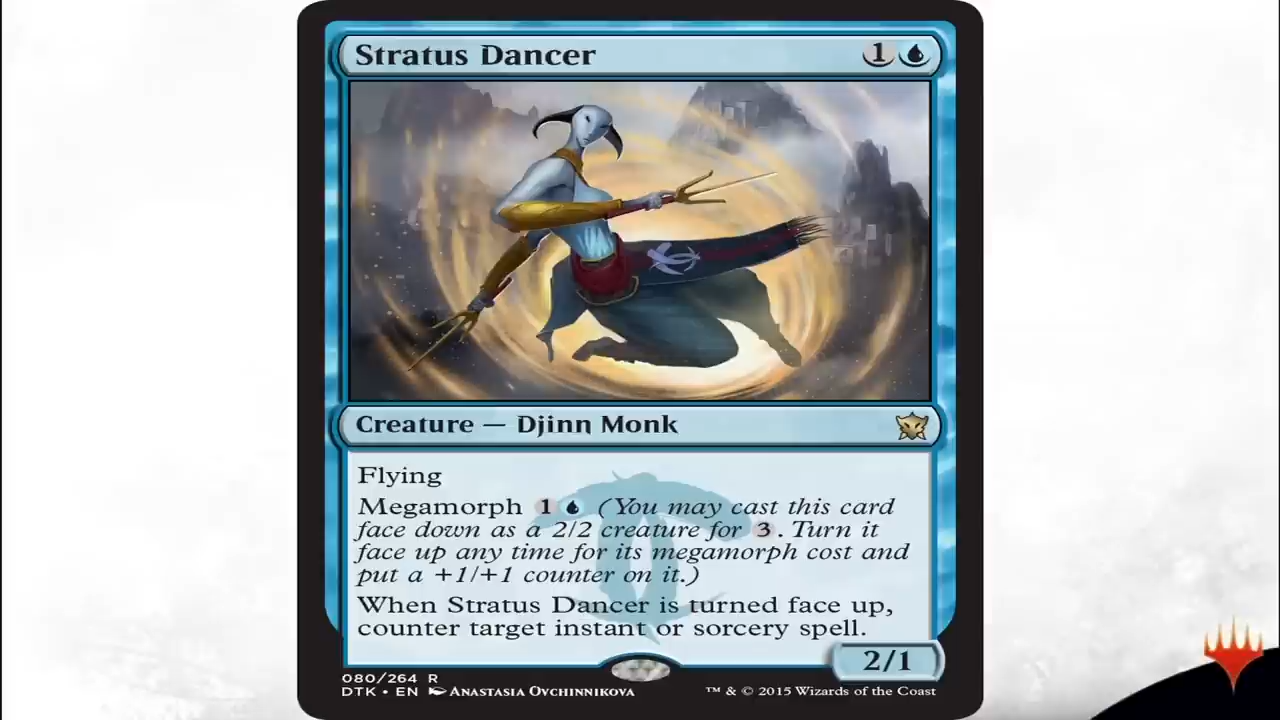 Stratus Dancer 1
Creature — Djinn Monk
Flying
Megamorph 1 (You may cast this card
face down as a 2/2 creature for 3. Turn it
face up any time for its megamorph cost and
put a +1/+1 counter on it.)
When Stratus Dancer is turned face up,
counter target instant or sorcery spell.
2/1
080/264 R
DTK • EN Anastasia Ovchinnikova
™ & © 2015 Wizards of the Coast